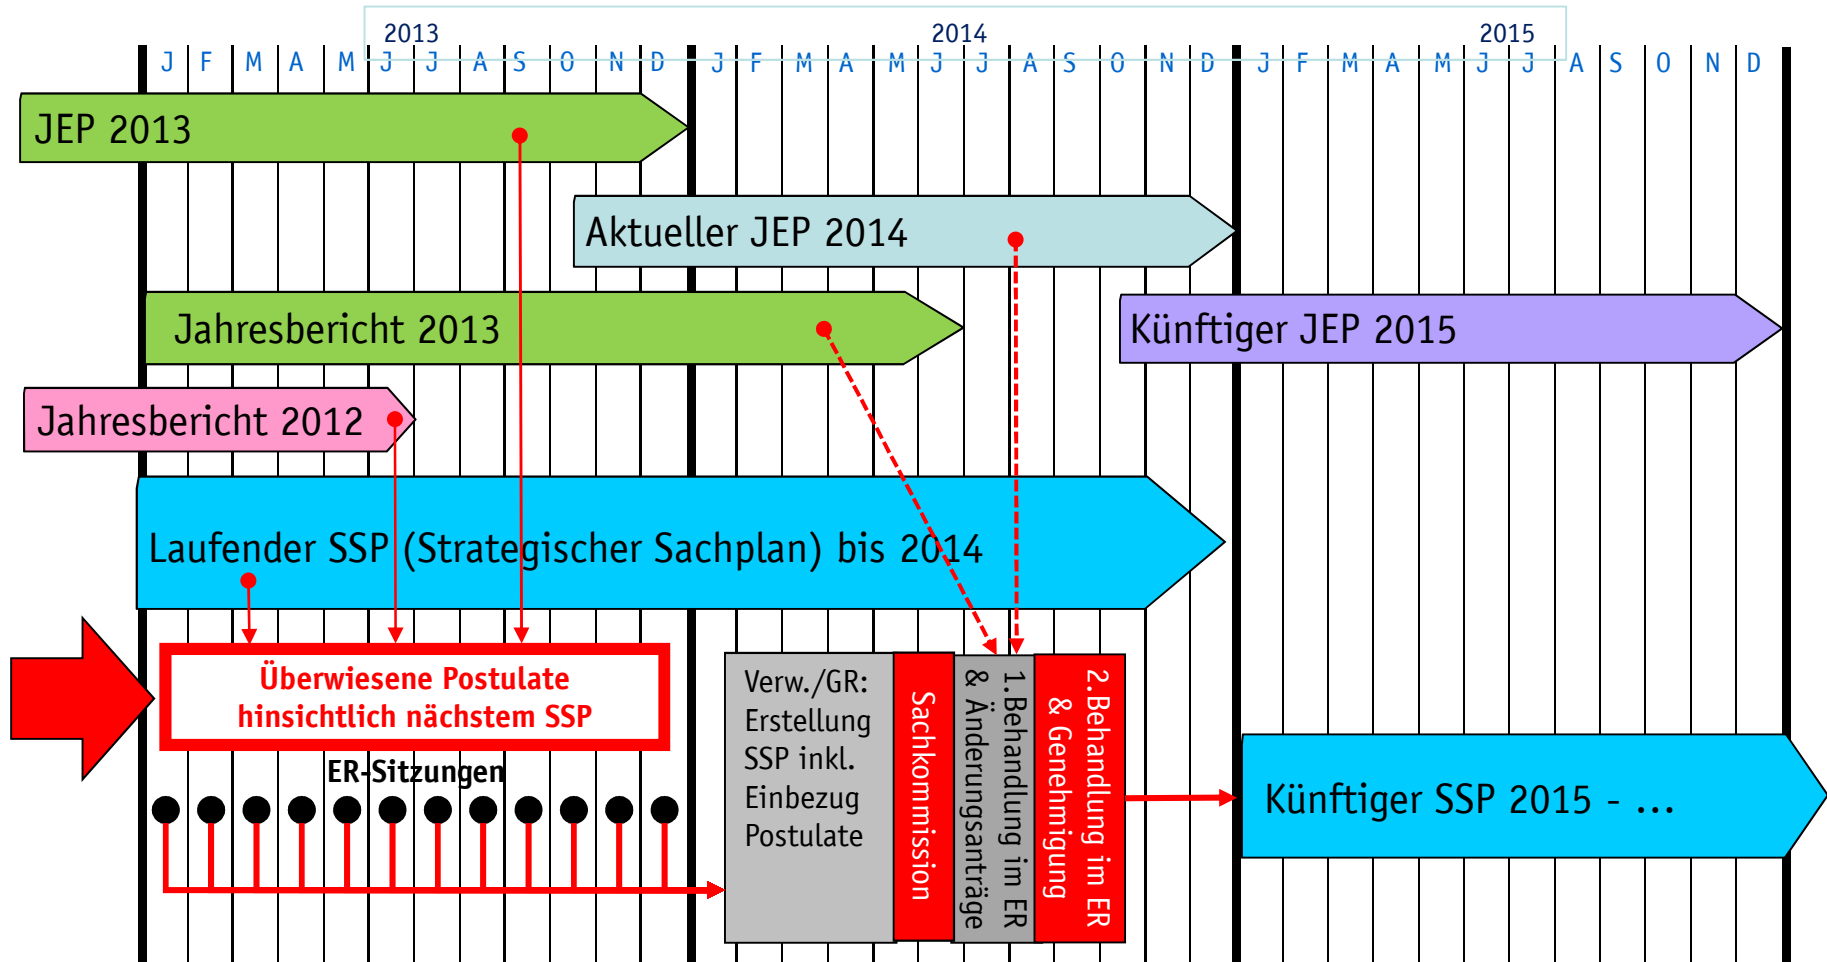 2013 2014 2015
J F M A M J J A S O N D J F M A M J J A S O N D J F M A M J J A S O N D
JEP 2013
Aktueller JEP 2014
Jahresbericht 2013
Künftiger JEP 2015
Jahresbericht 2012
Laufender SSP (Strategischer Sachplan) bis 2014
Überwiesene Postulate
hinsichtlich nächstem SSP
ER-Sitzungen
Verw./GR:
Erstellung
SSP inkl.
Einbezug
Postulate
Sachkommission
1.Behandlung im ER
& Änderungsanträge
2.Behandlung im ER
& Genehmigung
Künftiger SSP 2015 - ...